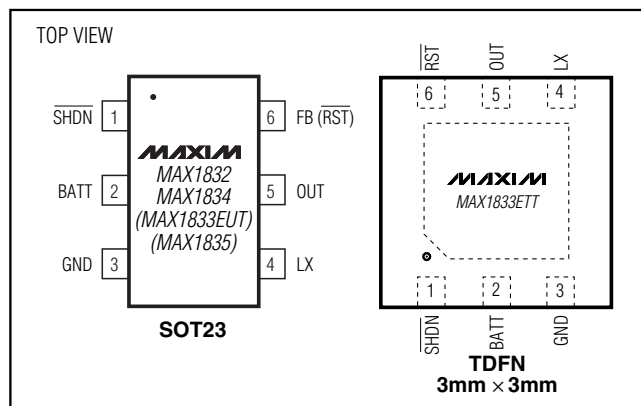 TOP VIEW
SHDN 1
BATT 2
GND 3
6 FB (RST)
5 OUT
4 LX
MAXIM
MAX1832
MAX1834
(MAX1833EUT)
(MAX1835)
SOT23
RST OUT LX
6 5 4
MAXIM
MAX1833ETT
1 2 3
SHDN BATT GND
TDFN
3mm × 3mm